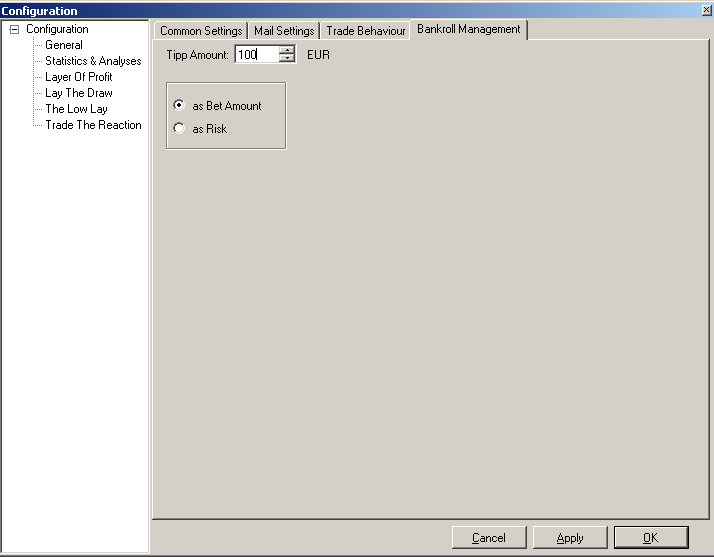 Configuration
Configuration
General
Statistics & Analyses
Layer Of Profit
Lay The Draw
The Low Lay
Trade The Reaction
Common Settings Mail Settings Trade Behaviour Bankroll Management
Tipp Amount: 100 EUR
as Bet Amount
as Risk
Cancel Apply OK